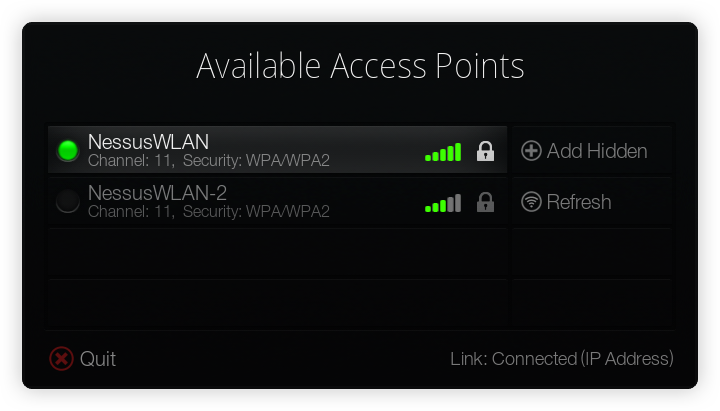 Available Access Points
NessusWLAN
Channel: 11, Security: WPA/WPA2
Add Hidden
NessusWLAN-2
Channel: 11, Security: WPA/WPA2
Refresh
Quit
Link: Connected (IP Address)